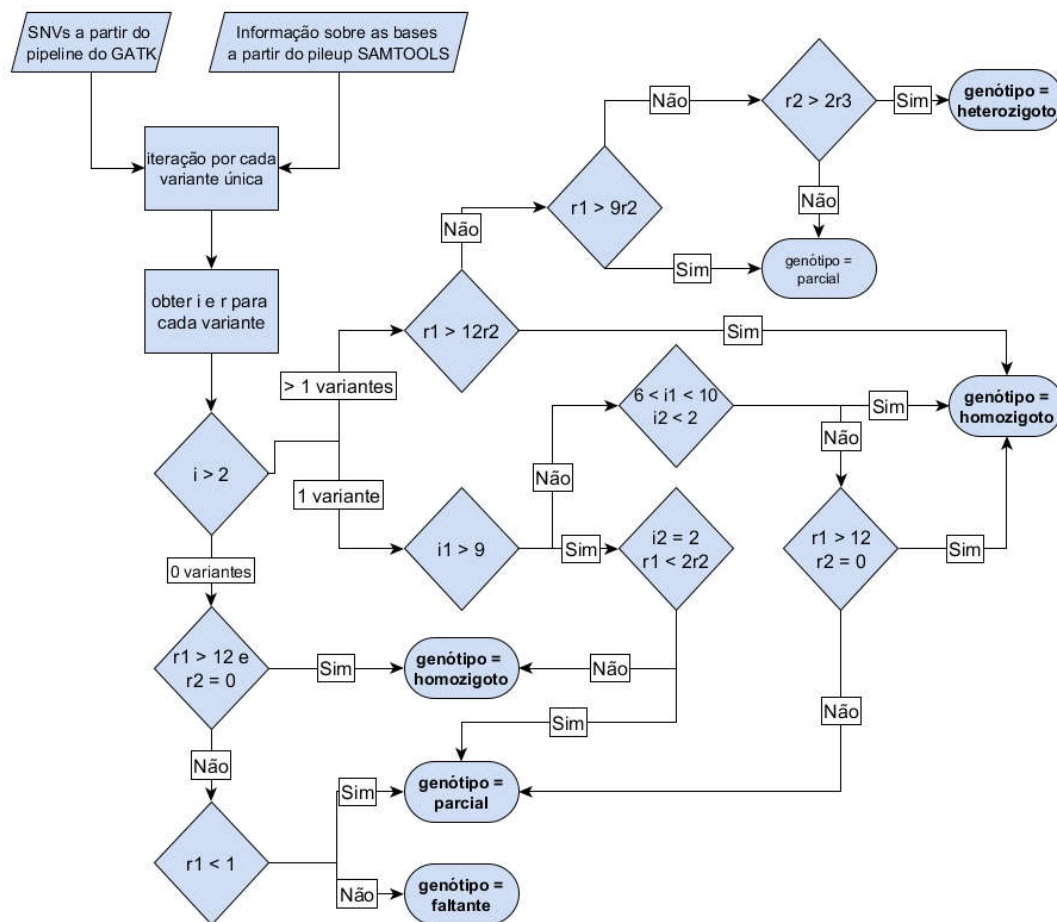 SNVs a partir do
pipeline do GATK
Informação sobre as bases
a partir do pileup SAMTOOLS
iteração por cada
variante única
obter i e r para
cada variante
i > 2
> 1 variantes
1 variante
0 variantes
r1 > 12r2
Não
Sim
r1 > 9r2
Não
Sim
r2 > 2r3
Sim
Não
genótipo =
heterozigoto
genótipo =
parcial
genótipo =
homozigoto
i1 > 9
Não
Sim
6 < i1 < 10
i2 < 2
Sim
Não
i2 = 2
r1 < 2r2
Não
Sim
r1 > 12
r2 = 0
Sim
Não
r1 > 12 e
r2 = 0
Sim
Não
genótipo =
homozigoto
genótipo =
parcial
r1 < 1
Sim
Não
genótipo =
faltante